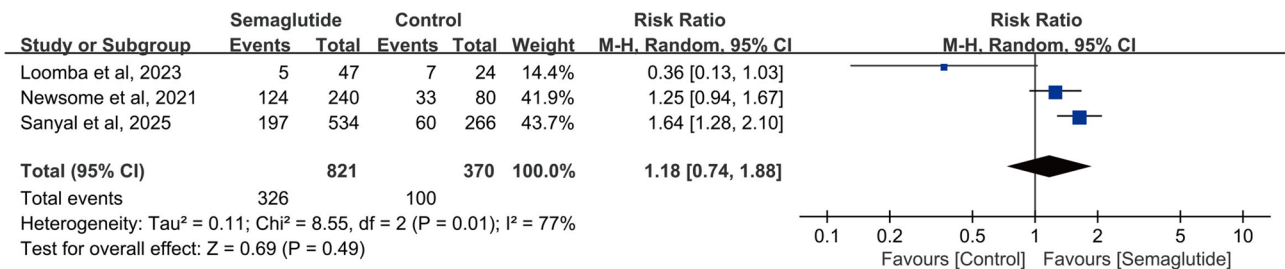 Semaglutide Control Risk Ratio Risk Ratio
Study or Subgroup Events Total Events Total Weight M-H, Random, 95% CI M-H, Random, 95% CI
Loomba et al, 2023 5 47 7 24 14.4% 0.36 [0.13, 1.03]
Newsome et al, 2021 124 240 33 80 41.9% 1.25 [0.94, 1.67]
Sanyal et al, 2025 197 534 60 266 43.7% 1.64 [1.28, 2.10]
Total (95% CI) 821 370 100.0% 1.18 [0.74, 1.88]
Total events 326 100
Heterogeneity: Tau² = 0.11; Chi² = 8.55, df = 2 (P = 0.01); I² = 77%
Test for overall effect: Z = 0.69 (P = 0.49)
0.1 0.2 0.5 1 2 5 10
Favours [Control] Favours [Semaglutide]